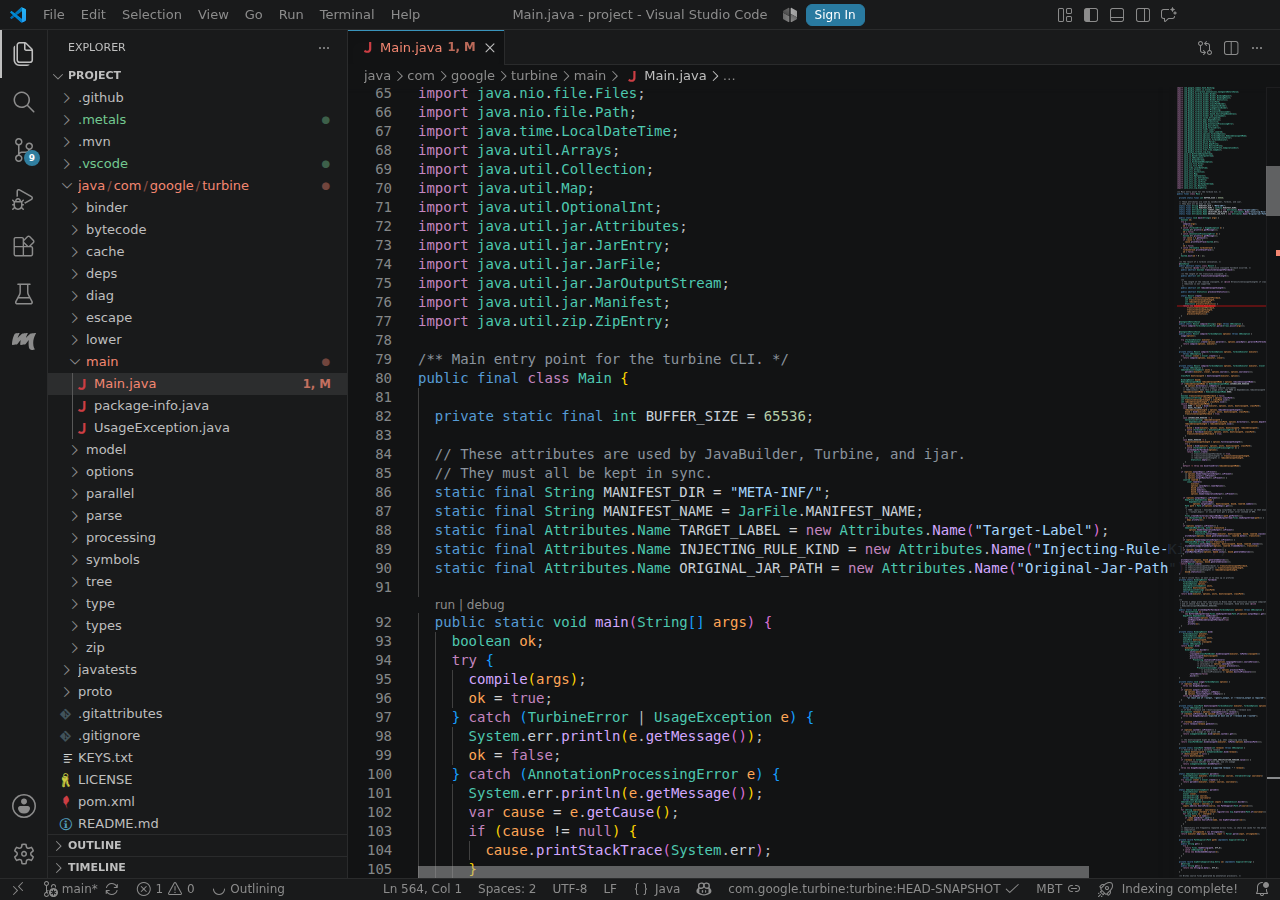 File Edit Selection View Go Run Terminal Help
Main.java - project - Visual Studio Code
Sign In
EXPLORER
PROJECT
.github
.metals
.mvn
.vscode
java/com/google/turbine
binder
bytecode
cache
deps
diag
escape
lower
main
Main.java 1, M
package-info.java
UsageException.java
model
options
parallel
parse
processing
symbols
tree
type
types
zip
javatests
proto
.gitattributes
.gitignore
KEYS.txt
LICENSE
pom.xml
README.md
OUTLINE
TIMELINE
9
Main.java 1, M
java > com > google > turbine > main > Main.java > ...
65 import java.nio.file.Files;
66 import java.nio.file.Path;
67 import java.time.LocalDateTime;
68 import java.util.Arrays;
69 import java.util.Collection;
70 import java.util.Map;
71 import java.util.OptionalInt;
72 import java.util.jar.Attributes;
73 import java.util.jar.JarEntry;
74 import java.util.jar.JarFile;
75 import java.util.jar.JarOutputStream;
76 import java.util.jar.Manifest;
77 import java.util.zip.ZipEntry;
78
79 /** Main entry point for the turbine CLI. */
80 public final class Main {
81
82 private static final int BUFFER_SIZE = 65536;
83
84 // These attributes are used by JavaBuilder, Turbine, and ijar.
85 // They must all be kept in sync.
86 static final String MANIFEST_DIR = "META-INF/";
87 static final String MANIFEST_NAME = JarFile.MANIFEST_NAME;
88 static final Attributes.Name TARGET_LABEL = new Attributes.Name("Target-Label");
89 static final Attributes.Name INJECTING_RULE_KIND = new Attributes.Name("Injecting-Rule-K
90 static final Attributes.Name ORIGINAL_JAR_PATH = new Attributes.Name("Original-Jar-Path
91
run | debug
92 public static void main(String[] args) {
93 boolean ok;
94 try {
95 compile(args);
96 ok = true;
97 } catch (TurbineError | UsageException e) {
98 System.err.println(e.getMessage());
99 ok = false;
100 } catch (AnnotationProcessingError e) {
101 System.err.println(e.getMessage());
102 var cause = e.getCause();
103 if (cause != null) {
104 cause.printStackTrace(System.err);
105 }
main* 1 0 Outlining Ln 564, Col 1 Spaces: 2 UTF-8 LF { } Java com.google.turbine:turbine:HEAD-SNAPSHOT MBT Indexing complete!